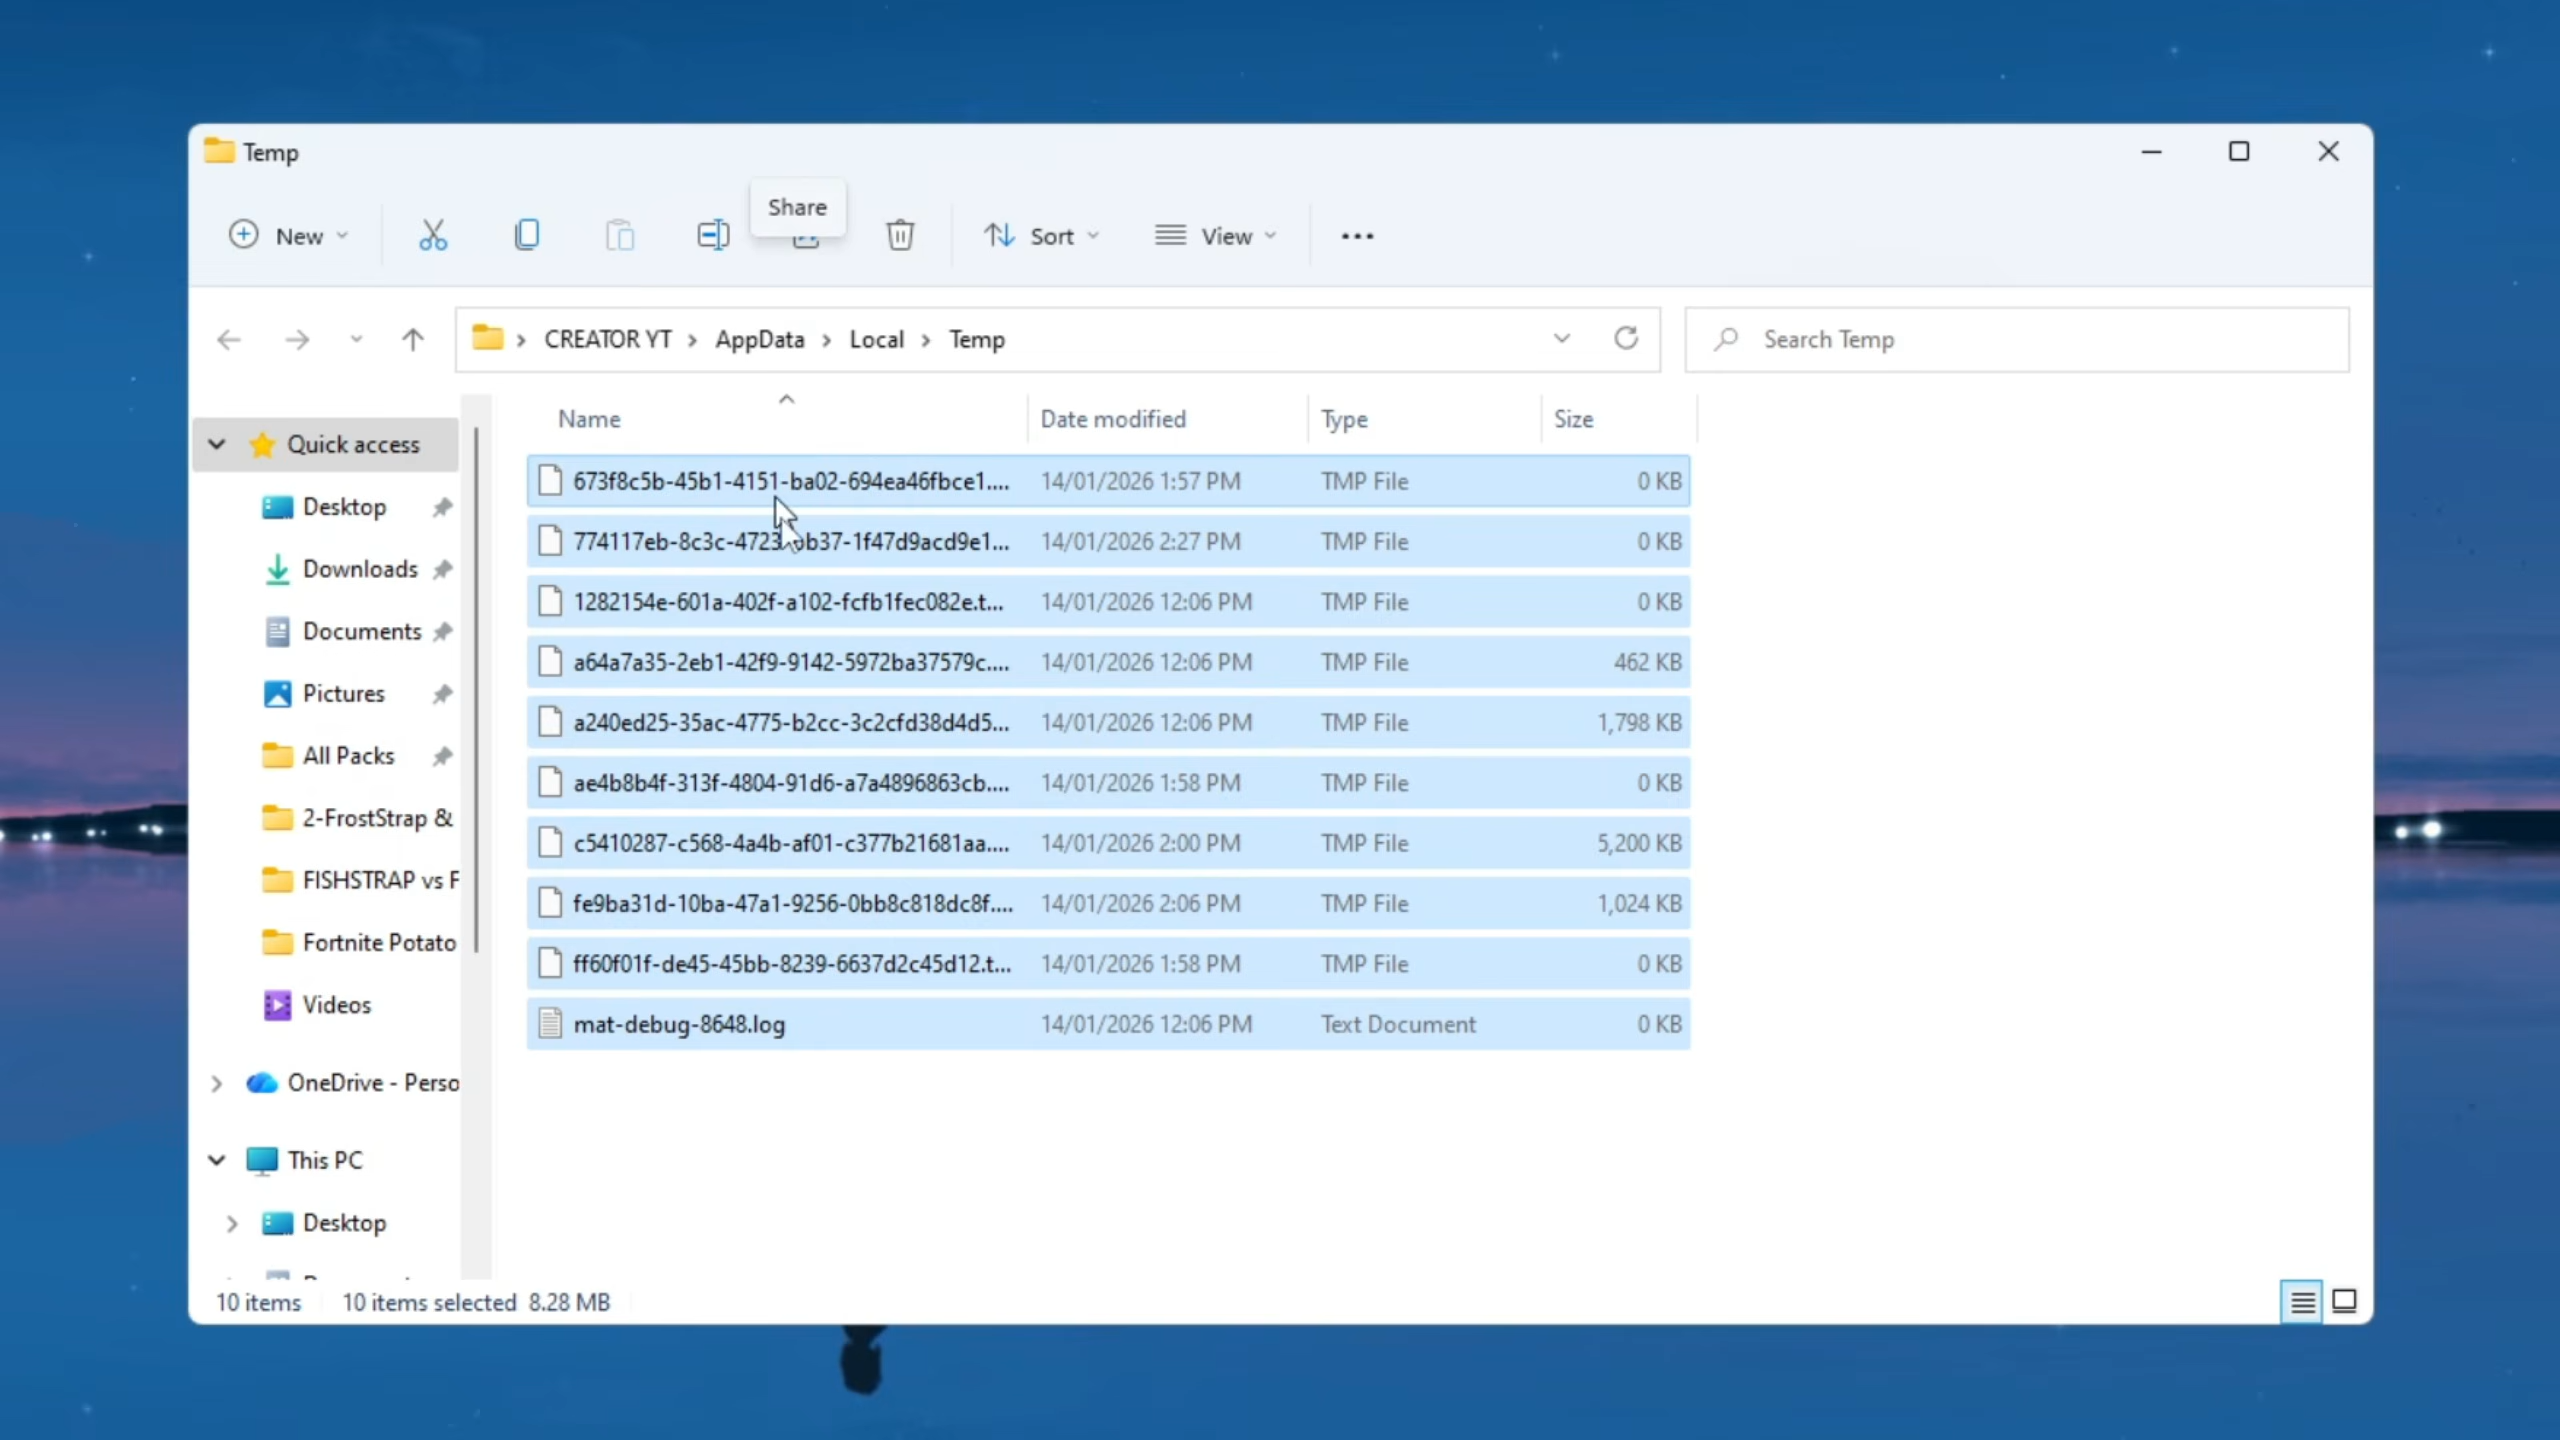 Temp
Share
New
Sort
View
CREATOR YT
AppData
Local
Temp
Search Temp
Name
Date modified
Type
Size
Quick access
Desktop
Downloads
Documents
Pictures
All Packs
2-FrostStrap &
FISHSTRAP vs F
Fortnite Potato
Videos
OneDrive - Perso
This PC
Desktop
673f8c5b-45b1-4151-ba02-694ea46fbce1.... 14/01/2026 1:57 PM TMP File 0 KB
774117eb-8c3c-4723 b37-1f47d9acd9e1... 14/01/2026 2:27 PM TMP File 0 KB
1282154e-601a-402f-a102-fcfb1fec082e.t... 14/01/2026 12:06 PM TMP File 0 KB
a64a7a35-2eb1-42f9-9142-5972ba37579c.... 14/01/2026 12:06 PM TMP File 462 KB
a240ed25-35ac-4775-b2cc-3c2cfd38d4d5... 14/01/2026 12:06 PM TMP File 1,798 KB
ae4b8b4f-313f-4804-91d6-a7a4896863cb.... 14/01/2026 1:58 PM TMP File 0 KB
c5410287-c568-4a4b-af01-c377b21681aa.... 14/01/2026 2:00 PM TMP File 5,200 KB
fe9ba31d-10ba-47a1-9256-0bb8c818dc8f.... 14/01/2026 2:06 PM TMP File 1,024 KB
ff60f01f-de45-45bb-8239-6637d2c45d12.t... 14/01/2026 1:58 PM TMP File 0 KB
mat-debug-8648.log 14/01/2026 12:06 PM Text Document 0 KB
10 items
10 items selected 8.28 MB